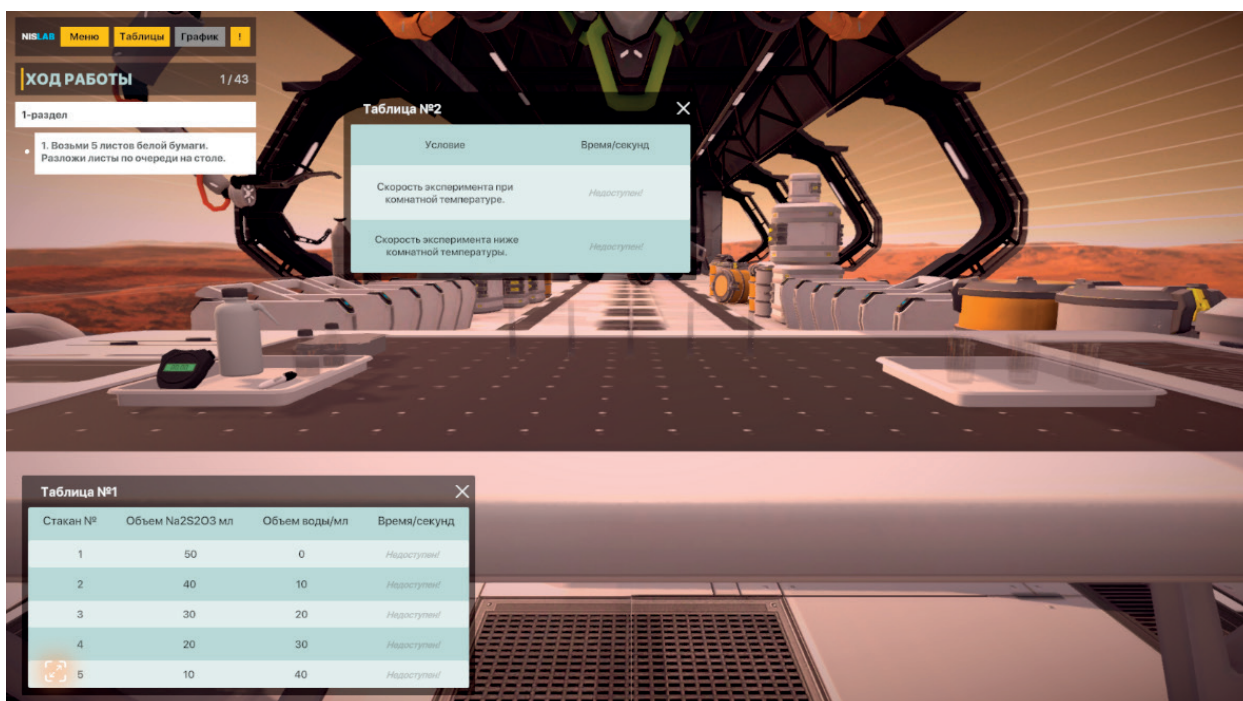 NISLAB Меню Таблицы График !
ХОД РАБОТЫ 1/43
1-раздел
1. Возьми 5 листов белой бумаги.
Разложи листы по очереди на столе.
Таблица №2
Условие Время/секунд
Скорость эксперимента при
комнатной температуре.
Недоступен!
Скорость эксперимента ниже
комнатной температуры.
Недоступен!
Таблица №1
Стакан № Объем Na2S2O3 мл Объем воды/мл Время/секунд
1 50 0 Недоступен!
2 40 10 Недоступен!
3 30 20 Недоступен!
4 20 30 Недоступен!
5 10 40 Недоступен!